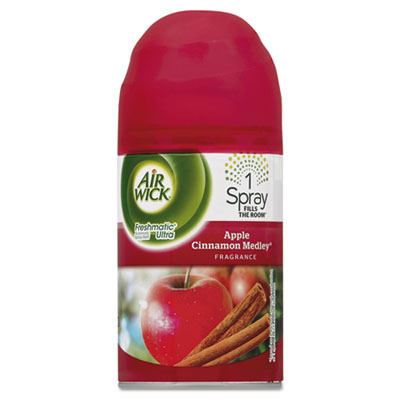 AIR
WICK
Freshmatic®
Ultra
1
Spray
FILLS
THE ROOM
Apple
Cinnamon Medley®
FRAGRANCE